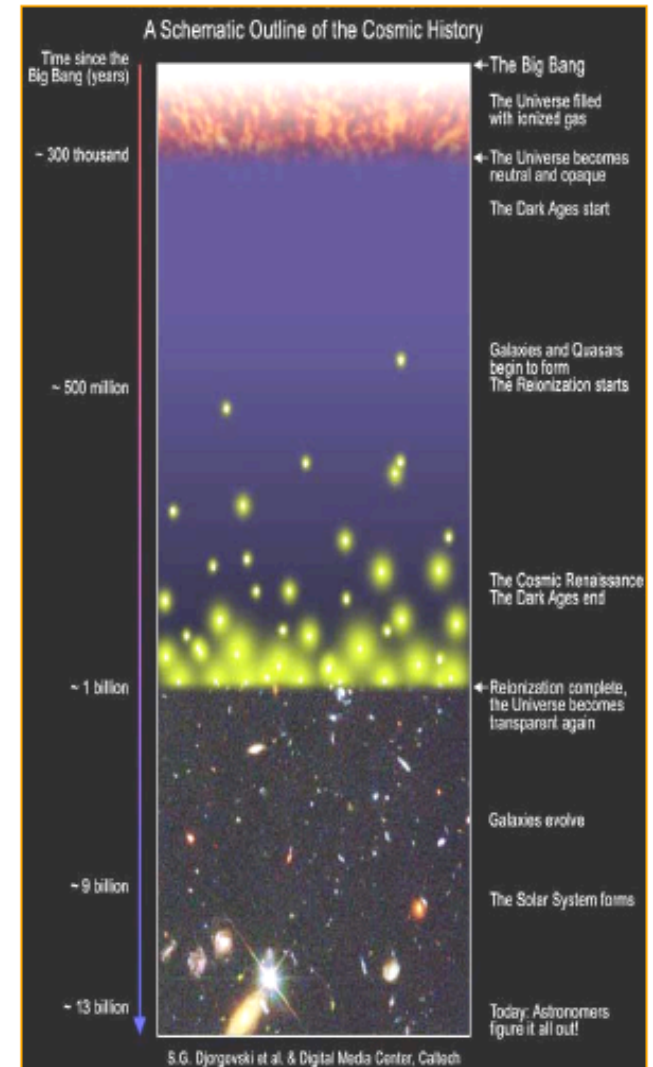 A Schematic Outline of the Cosmic History
Time since the
Big Bang (years)
The Big Bang
The Universe filled
with ionized gas
~ 300 thousand
The Universe becomes
neutral and opaque
The Dark Ages start
Galaxies and Quasars
begin to form
The Reionization starts
~ 500 million
The Cosmic Renaissance
The Dark Ages end
~ 1 billion
Reionization complete,
the Universe becomes
transparent again
Galaxies evolve
~ 9 billion
The Solar System forms
~ 13 billion
Today: Astronomers
figure it all out!
S.G. Djorgovski et al. & Digital Media Center, Caltech